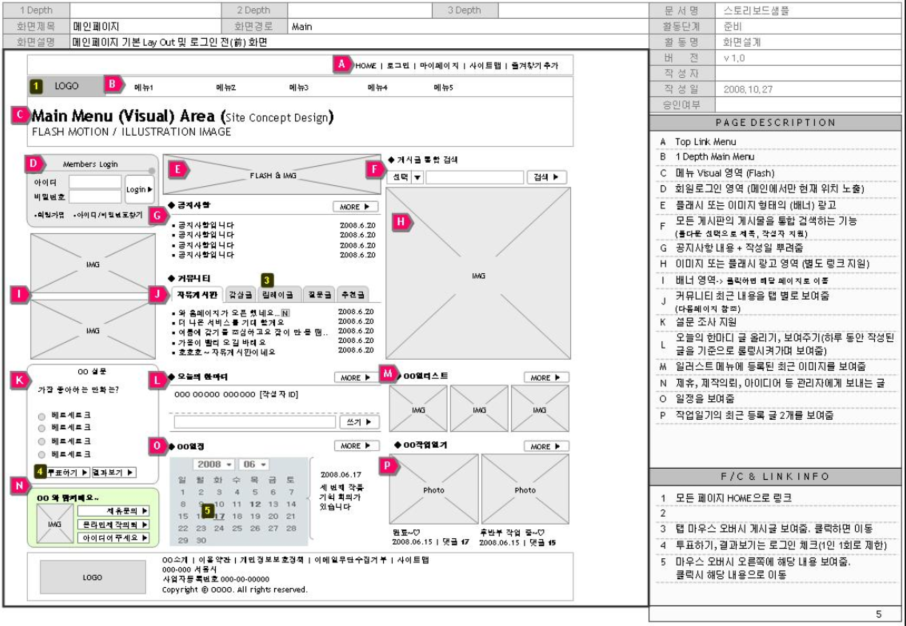 1 Depth 2 Depth 3 Depth 문 서 명 스토리보드샘플
화면제목 메인페이지 화면경로 Main 활동단계 준비
화면설명 메인페이지 기본 Lay Out 및 로그인 전(前) 화면 활 동 명 화면설계
버 전 v 1.0
작 성 자
작 성 일 2008.10.27
승인여부
A HOME | 로그인 | 마이페이지 | 사이트맵 | 즐겨찾기 추가
1 LOGO B 메뉴1 메뉴2 메뉴3 메뉴4 메뉴5
C Main Menu (Visual) Area (Site Concept Design)
FLASH MOTION / ILLUSTRATION IMAGE
D Members Login
아이디
비밀번호
Login ▶
•회원가입 •아이디/비밀번호찾기
E FLASH & IMG
◆ 게시글 통합 검색
F 선택 ▼ 검색 ▶
G ◆ 공지사항 MORE ▶
• 공지사항입니다 2008.6.20
• 공지사항입니다 2008.6.20
• 공지사항입니다 2008.6.20
• 공지사항입니다 2008.6.20
H IMG
I IMG
IMG
◆ 커뮤니티 3
J 자유게시판 감상글 릴레이글 질문글 추천글
• 와 홈페이지가 오픈 했네요..N 2008.6.20
• 더 나은 서비스를 기대 할게요 2008.6.20
• 여름에 감기를 조심하고요 감이 안 좋 은.. 2008.6.20
• 가을이 빨리 오길 바래요 2008.6.20
• 호호호~ 자유게시판이네요 2008.6.20
K OO 설문
가장 좋아하는 만화는?
베르세르크
베르세르크
베르세르크
베르세르크
4 투표하기 ▶ 결과보기 ▶
L ◆ 오늘의 한마디 MORE ▶
OOO OOOOO OOOOOO [작성자ID]
쓰기 ▶
M ◆ OO일러스트 MORE ▶
IMG IMG IMG
N OO 와 함께해요~
IMG
제휴문의 ▶
온라인제작의뢰 ▶
아이디어주세요 ▶
O ◆ OO일정 MORE ▶
2008 06
일 월 화 수 목 금 토
1 2 3 4 5 6 7
8 9 10 11 12 13 14
15 16 17 18 19 20 21
22 23 24 25 26 27 28
29 30 31
5
2008.06.17
세 번째 작품
기획 회의가
있습니다
P ◆ OO작업일기 MORE ▶
Photo Photo
완료~♡ 후반부 작업 중~♡
2008.06.15 | 댓글 17 2008.06.15 | 댓글 15
LOGO
OO소개 | 이용약관 | 개인정보보호정책 | 이메일무단수집거부 | 사이트맵
000-000 서울시
사업자등록번호 000-00-00000
Copyright @ OOOO. All rights reserved.
PAGE DESCRIPTION
A Top Link Menu
B 1 Depth Main Menu
C 메뉴 Visual 영역 (Flash)
D 회원로그인 영역 (메인에서만 현재 위치 노출)
E 플래시 또는 이미지 형태의 (배너) 광고
F 모든 게시판의 게시물을 통합 검색하는 기능
(풀다운 선택으로 제목, 작성자 지원)
G 공지사항 내용 + 작성일 뿌려줌
H 이미지 또는 플래시 광고 영역 (별도 링크 지원)
I 배너 영역-> 클릭하면 해당 페이지로 이동
J 커뮤니티 최근 내용을 탭 별로 보여줌
(다음페이지 참조)
K 설문 조사 지원
L 오늘의 한마디 글 올리기, 보여주기(하루 동안 작성된
글을 기준으로 롤링시켜가며 보여줌)
M 일러스트 메뉴에 등록된 최근 이미지를 보여줌
N 제휴, 제작의뢰, 아이디어 등 관리자에게 보내는 글
O 일정을 보여줌
P 작업일기의 최근 등록 글 2개를 보여줌
F / C & L I N K I N F O
1 모든 페이지 HOME으로 링크
2
3 탭 마우스 오버시 게시글 보여줌. 클릭하면 이동
4 투표하기, 결과보기는 로그인 체크(1인 1회로 제한)
5 마우스 오버시 오른쪽에 해당 내용 보여줌.
클릭시 해당 내용으로 이동
5